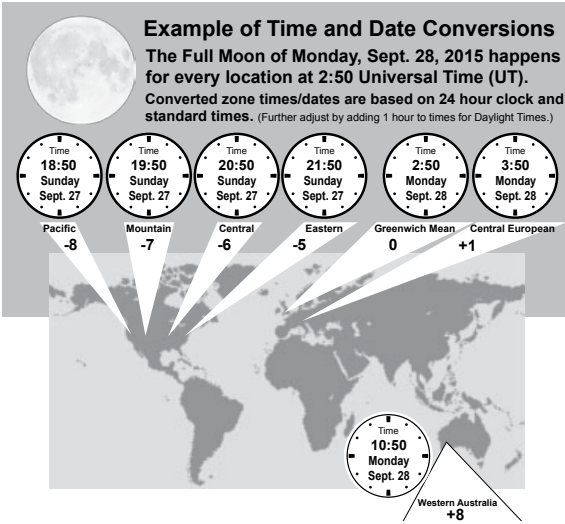 Example of Time and Date Conversions
The Full Moon of Monday, Sept. 28, 2015 happens
for every location at 2:50 Universal Time (UT).
Converted zone times/dates are based on 24 hour clock and
standard times. (Further adjust by adding 1 hour to times for Daylight Times.)
Time
18:50
Sunday
Sept. 27
Time
19:50
Sunday
Sept. 27
Time
20:50
Sunday
Sept. 27
Time
21:50
Sunday
Sept. 27
Time
2:50
Monday
Sept. 28
Time
3:50
Monday
Sept. 28
Pacific
-8
Mountain
-7
Central
-6
Eastern
-5
Greenwich Mean
0
Central European
+1
Time
10:50
Monday
Sept. 28
Western Australia
+8